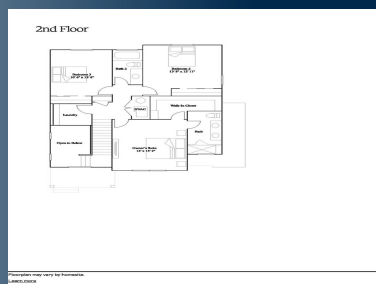 2nd Floor
Bath 2
Bedroom 3
Bedroom 2
Walk-In Closet
Laundry
Bath
Open to Below
Owner's Suite
Floorplan may vary by homesite.
Learn more